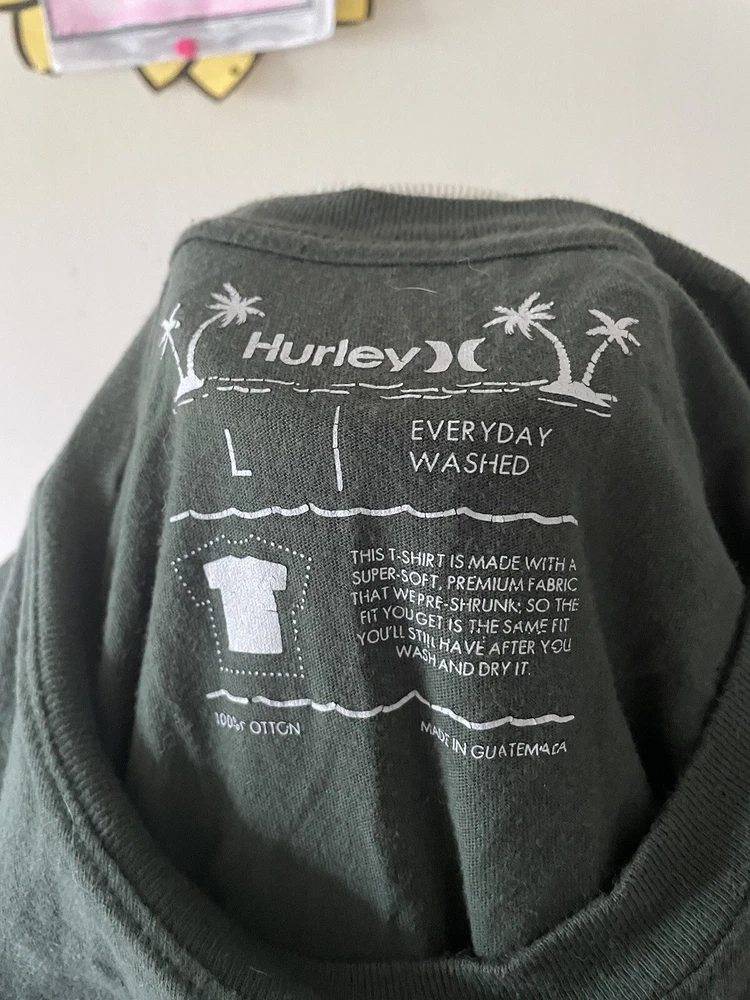 Hurley
L
EVERYDAY
WASHED
THIS T-SHIRT IS MADE WITH A
SUPER-SOFT, PREMIUM FABRIC
THAT WE PRE-SHRUNK; SO THE
FIT YOU GET IS THE SAME FIT
YOU'LL STILL HAVE AFTER YOU
WASH AND DRY IT.
100% COTTON
MADE IN GUATEMALA